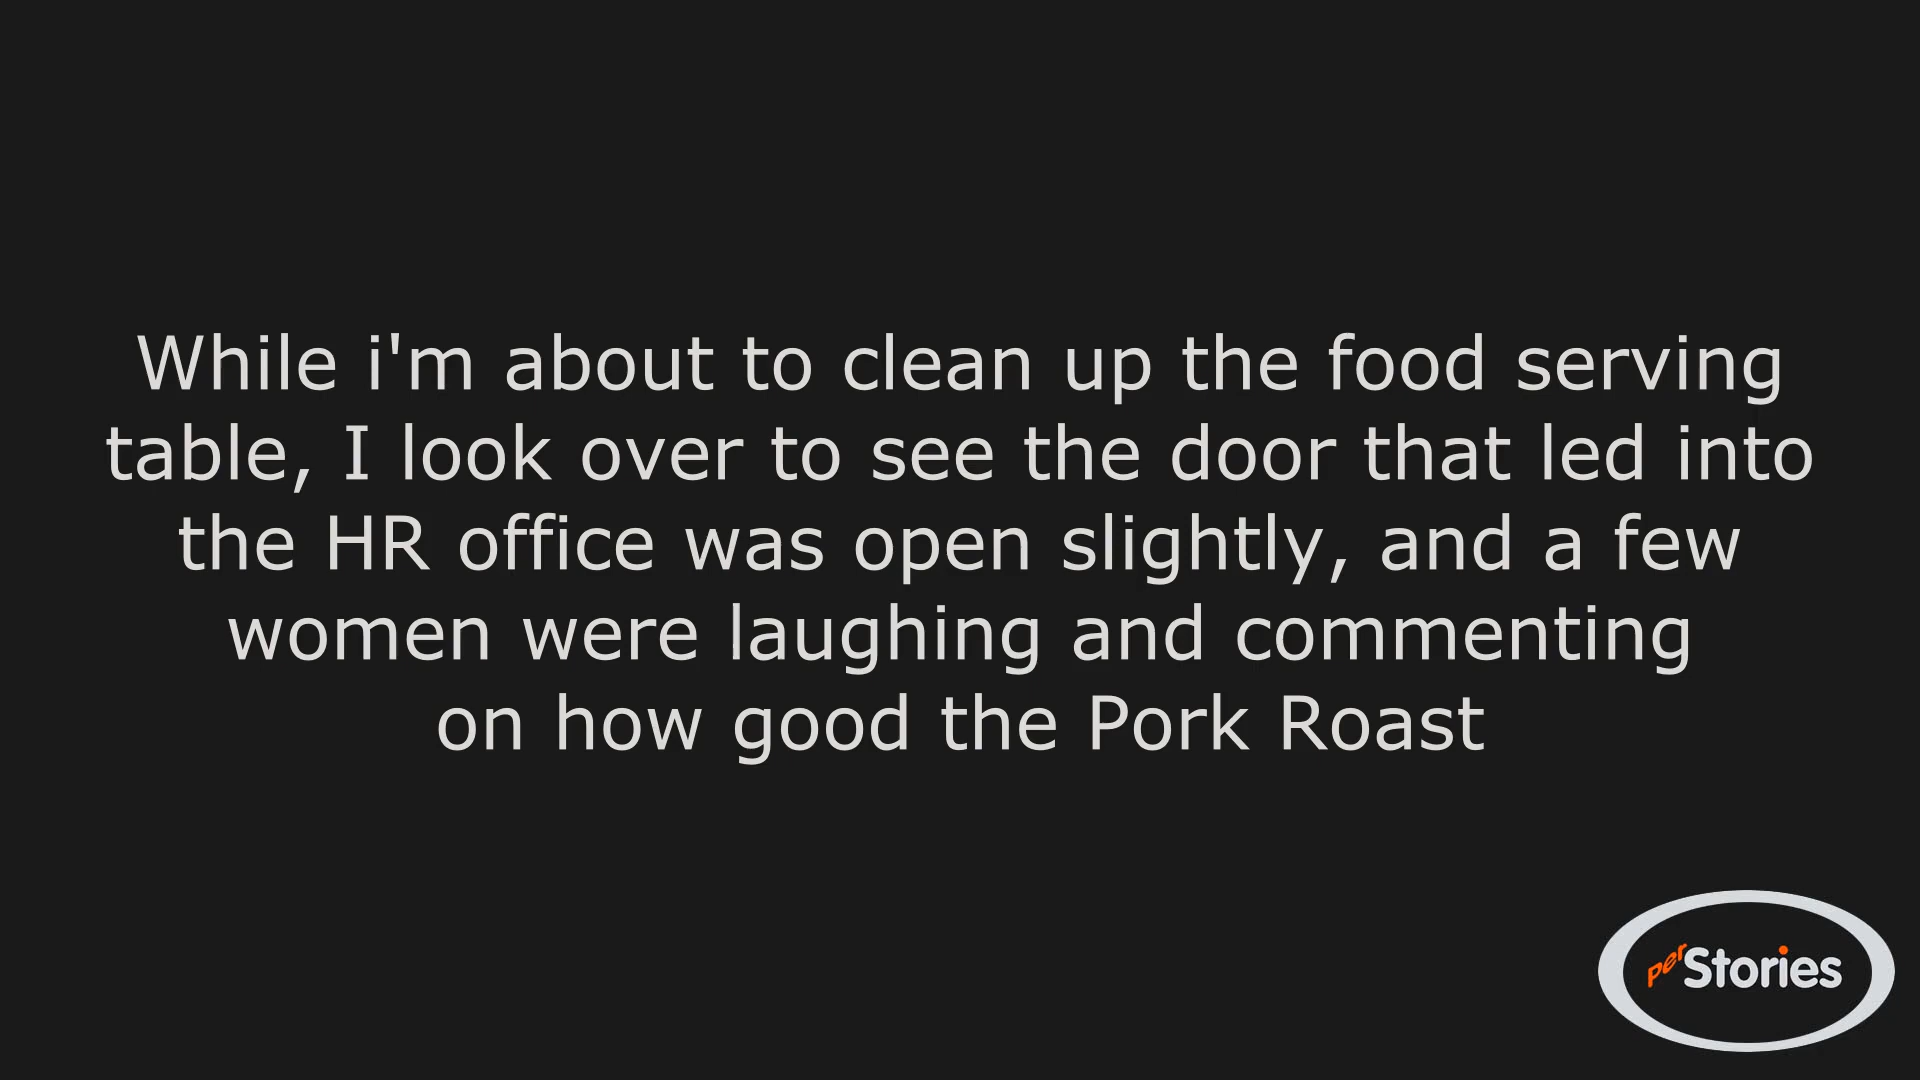 While i'm about to clean up the food serving
table, I look over to see the door that led into
the HR office was open slightly, and a few
women were laughing and commenting
on how good the Pork Roast
perStories